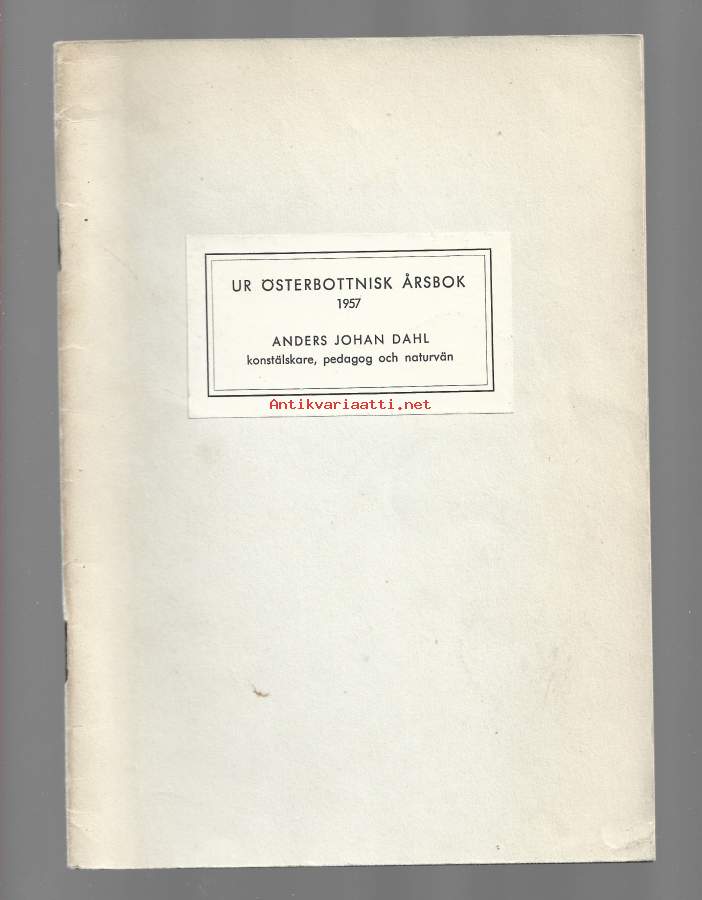 UR ÖSTERBOTTNISK ÅRSBOK
1957
ANDERS JOHAN DAHL
konstälskare, pedagog och naturvän
Antikvariaatti.net